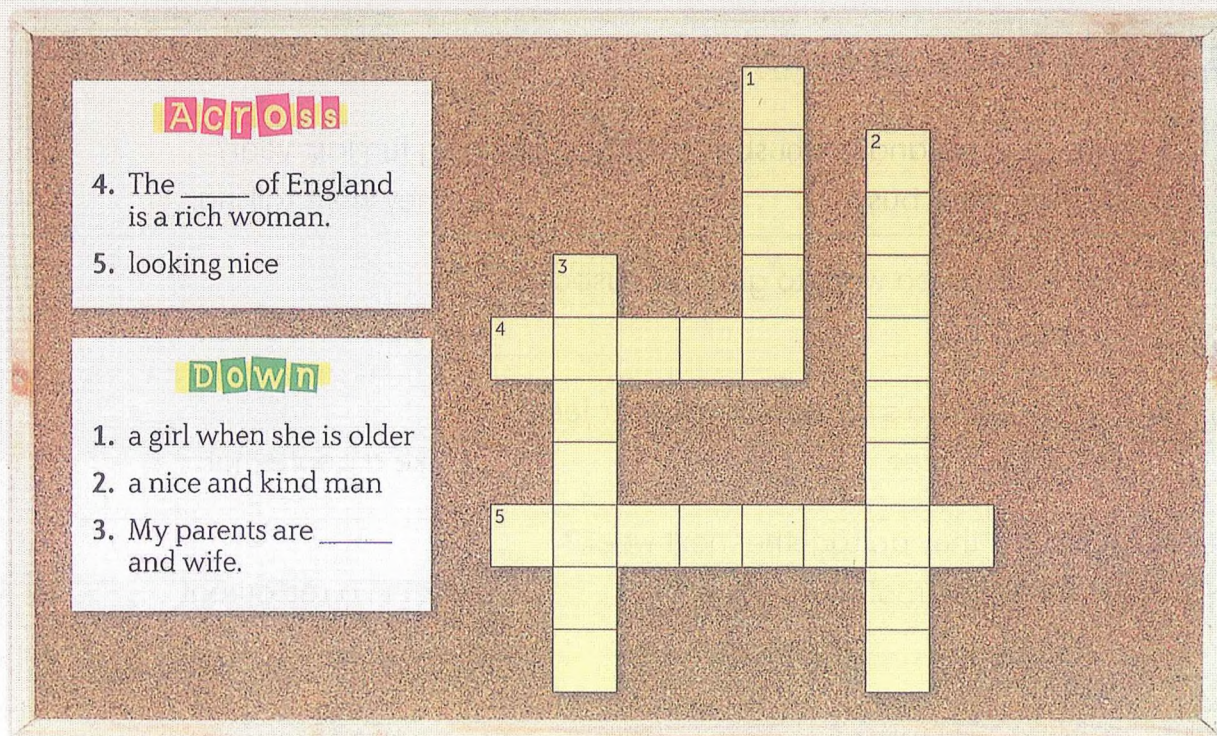 Across
4. The _____ of England
is a rich woman.
5. looking nice
Down
1. a girl when she is older
2. a nice and kind man
3. My parents are _____
and wife.
1
2
3
4
5